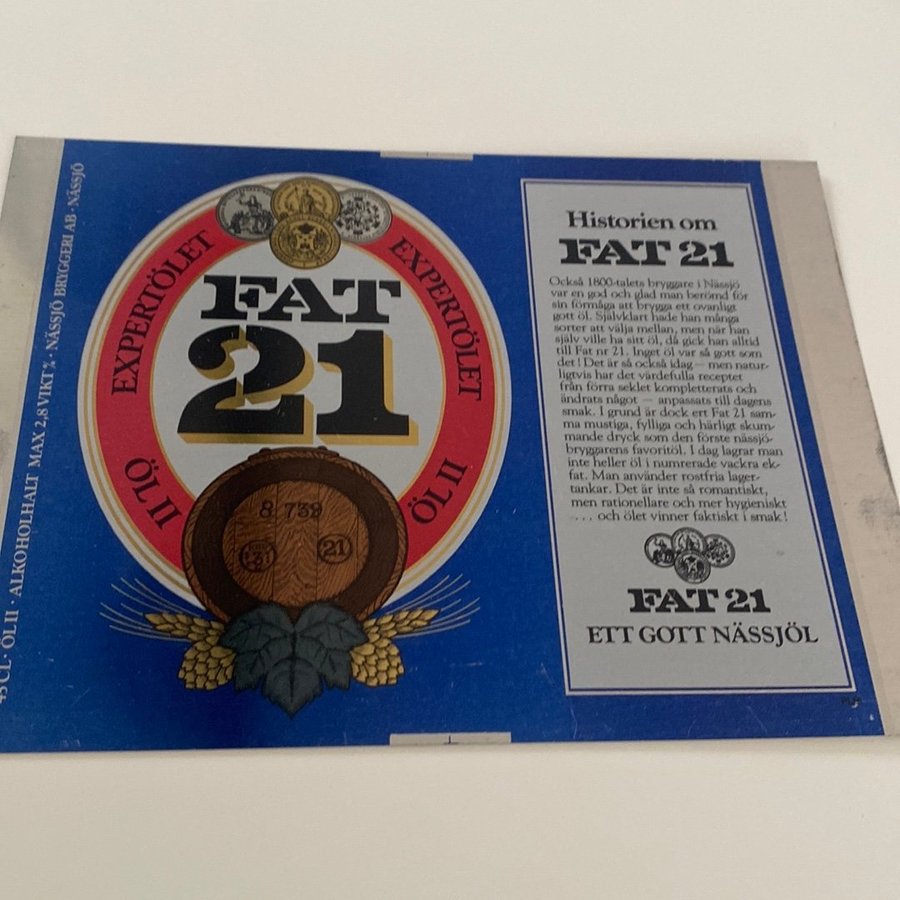 45 CL · ÖL II · ALKOHOLHALT MAX 2,8 VIKT % · NÄSSJÖ BRYGGERI AB · NÄSSJÖ
EXPERTÖLET
EXPERTÖLET
FAT
21
ÖL II
ÖL II
8 739
21
Historien om
FAT 21
Också 1800-talets bryggare i Nässjö
var en god och glad man berömd för
sin förmåga att brygga ett ovanligt
gott öl. Självklart hade han många
sorter att välja mellan, men när han
själv ville ha sitt öl, då gick han alltid
till Fat nr 21. Inget öl var så gott som
det! Det är så också idag — men natur-
ligtvis har det värdefulla receptet
från förra seklet kompletterats och
ändrats något — anpassats till dagens
smak. I grund är dock ert Fat 21 sam-
ma mustiga, fylliga och härligt skum-
mande dryck som den förste nässjö-
bryggarens favoritöl. I dag lagrar man
inte heller öl i numrerade vackra ek-
fat. Man använder rostfria lager-
tankar. Det är inte så romantiskt,
men rationellare och mer hygieniskt
.... och ölet vinner faktiskt i smak!
FAT 21
ETT GOTT NÄSSJÖL